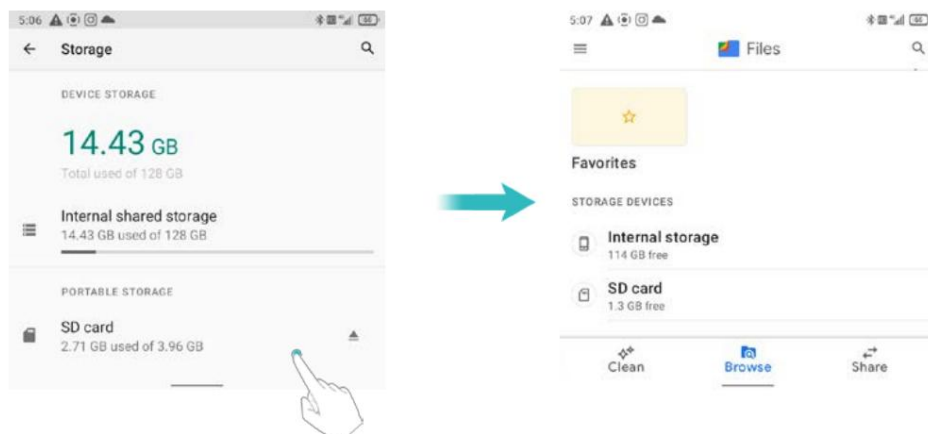 5:06
66
Storage
DEVICE STORAGE
14.43 GB
Total used of 128 GB
Internal shared storage
14.43 GB used of 128 GB
PORTABLE STORAGE
SD card
2.71 GB used of 3.96 GB
5:07
66
Files
Favorites
STORAGE DEVICES
Internal storage
114 GB free
SD card
1.3 GB free
Clean
Browse
Share